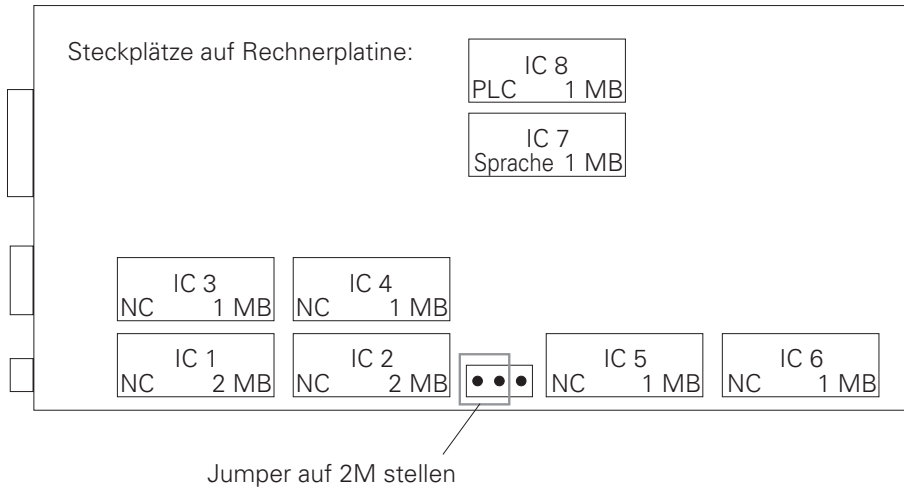 Steckplätze auf Rechnerplatine:
IC 8
PLC 1 MB
IC 7
Sprache 1 MB
IC 3
NC 1 MB
IC 4
NC 1 MB
IC 1
NC 2 MB
IC 2
NC 2 MB
IC 5
NC 1 MB
IC 6
NC 1 MB
Jumper auf 2M stellen